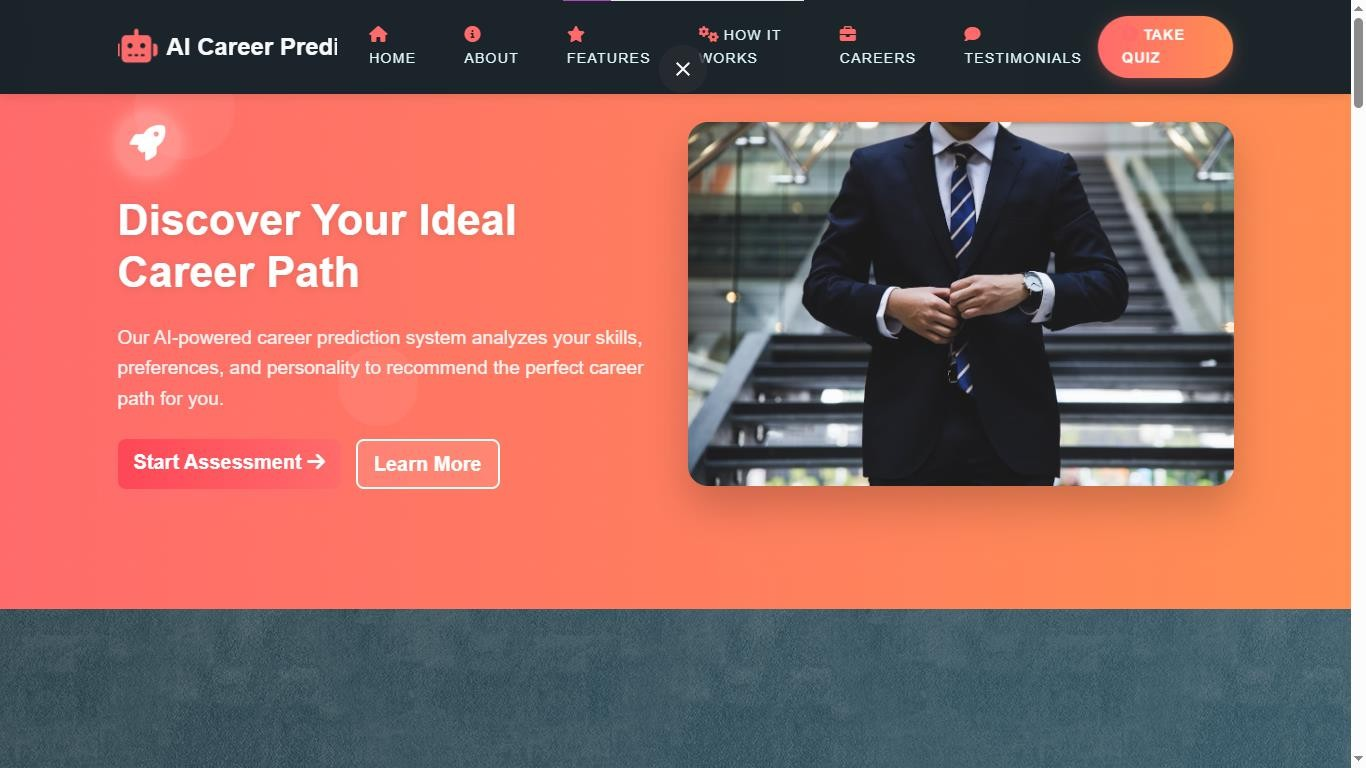 AI Career Predi
HOME
ABOUT
FEATURES
HOW IT
WORKS
CAREERS
TESTIMONIALS
TAKE
QUIZ
Discover Your Ideal
Career Path
Our AI-powered career prediction system analyzes your skills,
preferences, and personality to recommend the perfect career
path for you.
Start Assessment →
Learn More